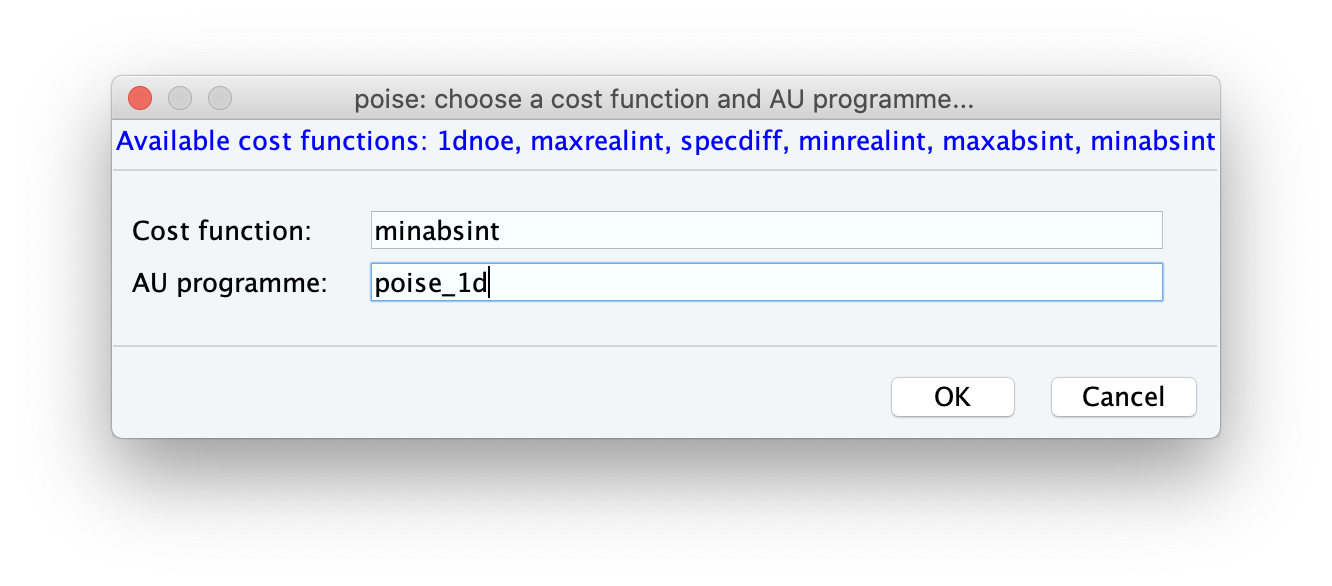 poise: choose a cost function and AU programme...
Available cost functions: 1dnoe, maxrealint, specdiff, minrealint, maxabsint, minabsint
Cost function: minabsint
AU programme: poise_1d
OK Cancel